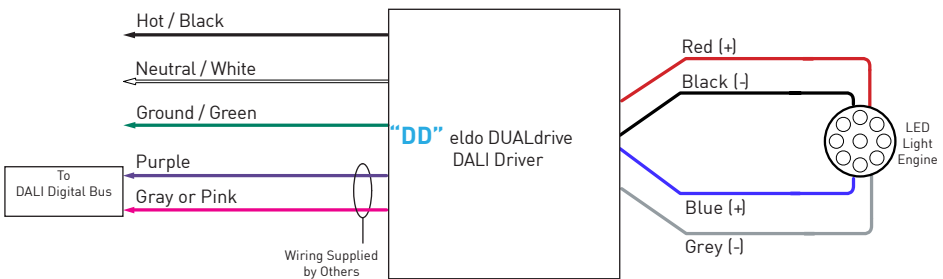 Hot / Black
Neutral / White
Ground / Green
Purple
Gray or Pink
To
DALI Digital Bus
Wiring Supplied
by Others
"DD" eldo DUALdrive
DALI Driver
Red (+)
Black (-)
Blue (+)
Grey (-)
LED
Light
Engine